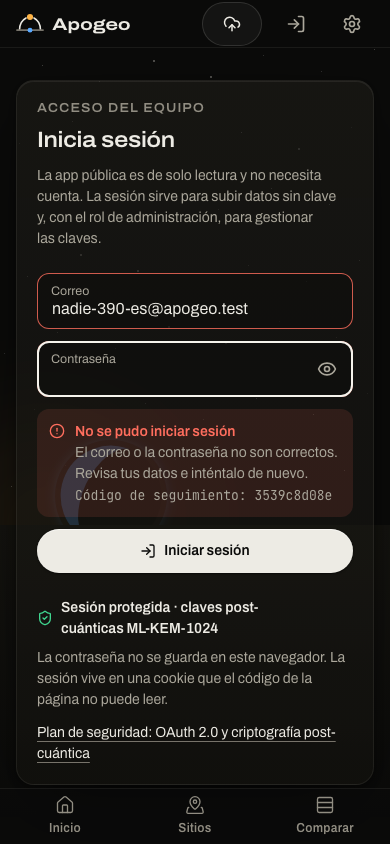 Apogeo
ACCESO DEL EQUIPO
Inicia sesión
La app pública es de solo lectura y no necesita
cuenta. La sesión sirve para subir datos sin clave
y, con el rol de administración, para gestionar
las claves.
Correo
nadie-390-es@apogeo.test
Contraseña
No se pudo iniciar sesión
El correo o la contraseña no son correctos.
Revisa tus datos e inténtalo de nuevo.
Código de seguimiento: 3539c8d08e
Iniciar sesión
Sesión protegida · claves post-
cuánticas ML-KEM-1024
La contraseña no se guarda en este navegador. La
sesión vive en una cookie que el código de la
página no puede leer.
Plan de seguridad: OAuth 2.0 y criptografía post-
cuántica
Inicio
Sitios
Comparar